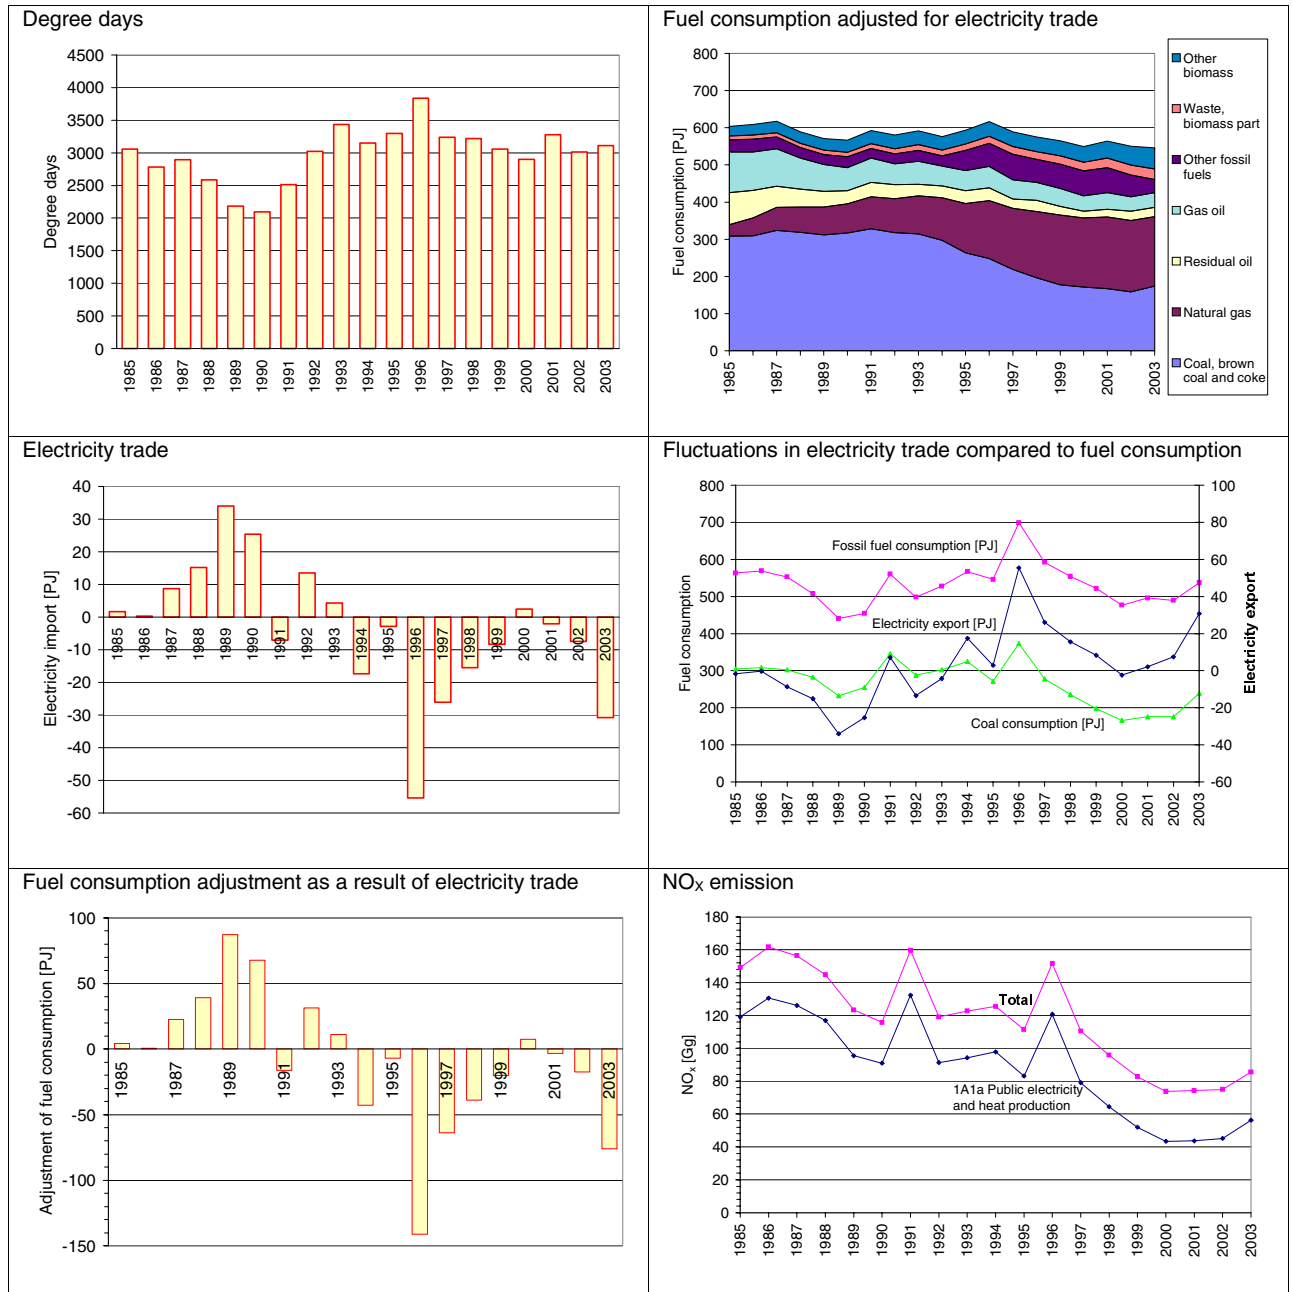 Degree days
4500
4000
3500
3000
2500
2000
1500
1000
500
0
Degree days
1985 1986 1987 1988 1989 1990 1991 1992 1993 1994 1995 1996 1997 1998 1999 2000 2001 2002 2003
Fuel consumption adjusted for electricity trade
800
700
600
500
400
300
200
100
0
Fuel consumption [PJ]
1985 1987 1989 1991 1993 1995 1997 1999 2001 2003
Other
biomass
Waste,
biomass part
Other fossil
fuels
Gas oil
Residual oil
Natural gas
Coal, brown
coal and coke
Electricity trade
40
30
20
10
0
-10
-20
-30
-40
-50
-60
Electricity import [PJ]
1985 1986 1987 1988 1989 1990 1991 1992 1993 1994 1995 1996 1997 1998 1999 2000 2001 2002 2003
Fluctuations in electricity trade compared to fuel consumption
800
700
600
500
400
300
200
100
0
Fuel consumption
Fossil fuel consumption [PJ]
Electricity export [PJ]
Coal consumption [PJ]
100
80
60
40
20
0
-20
-40
-60
Electricity export
1985 1986 1987 1988 1989 1990 1991 1992 1993 1994 1995 1996 1997 1998 1999 2000 2001 2002 2003
Fuel consumption adjustment as a result of electricity trade
100
50
0
-50
-100
-150
Adjustment of fuel consumption [PJ]
1985 1987 1989 1991 1993 1995 1997 1999 2001 2003
NOX emission
180
160
140
120
100
80
60
40
20
0
NOx [Gg]
Total
1A1a Public electricity
and heat production
1985 1986 1987 1988 1989 1990 1991 1992 1993 1994 1995 1996 1997 1998 1999 2000 2001 2002 2003